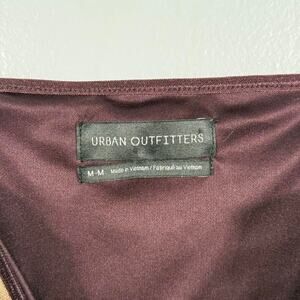 URBAN OUTFITTERS
M-M Made in Vietnam / Fabriqué au Vietnam